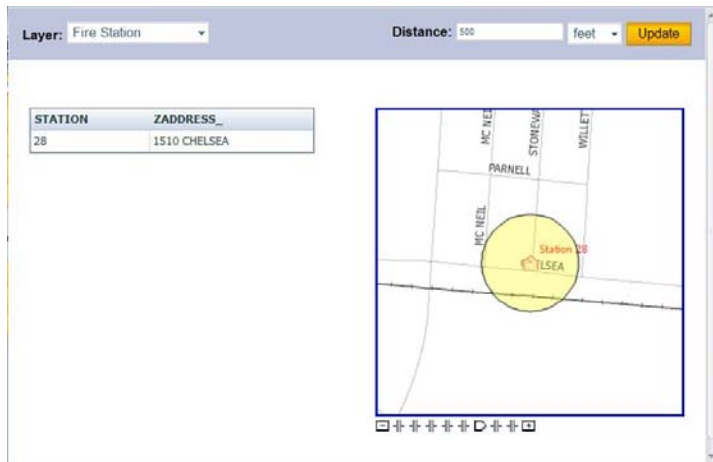 Layer: Fire Station
Distance: 500 feet Update
STATION ZADDRESS_
28 1510 CHELSEA
MC NEI
STONEWA
WILLET
PARNELL
MC NEIL
Station 28
LSEA